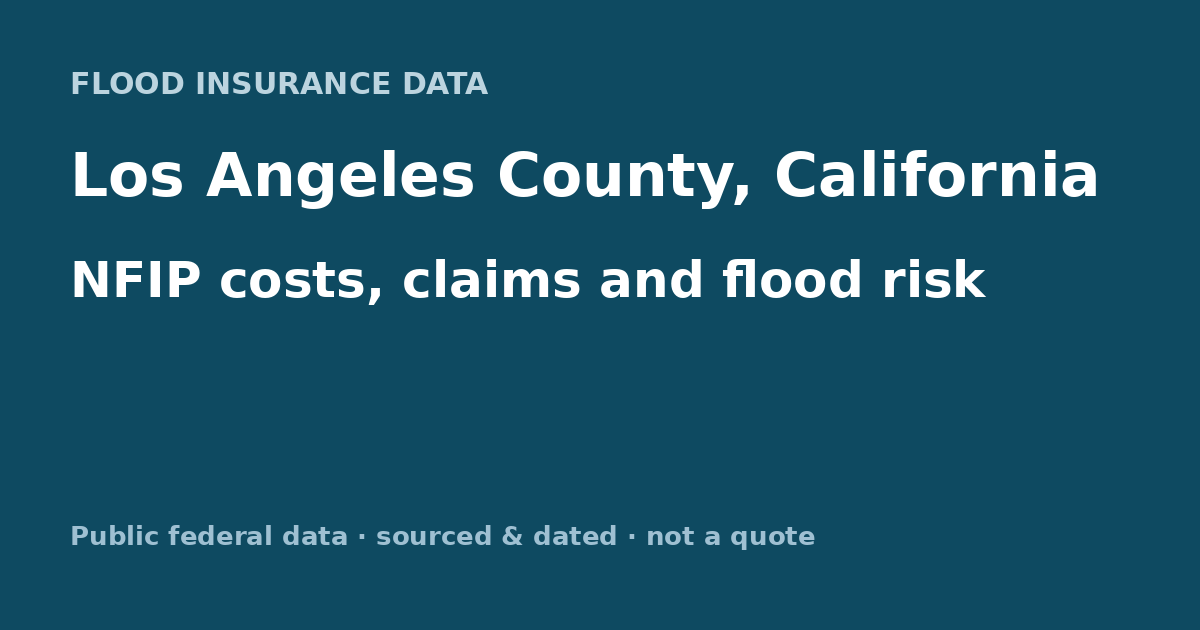 FLOOD INSURANCE DATA
Los Angeles County, California
NFIP costs, claims and flood risk
Public federal data · sourced & dated · not a quote